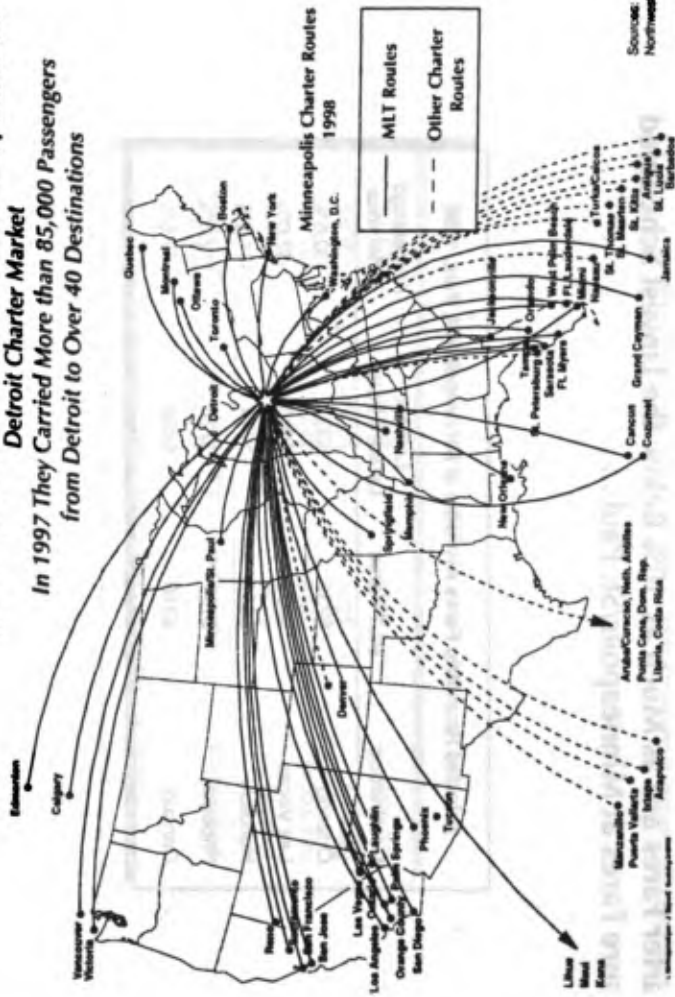 Detroit Charter Market
In 1997 They Carried More than 85,000 Passengers
from Detroit to Over 40 Destinations
Minneapolis Charter Routes
1998
MLT Routes
Other Charter
Routes
Edmonton
Calgary
Vancouver
Victoria
Quebec
Montreal
Ottawa
Toronto
Boston
New York
Washington, D.C.
Detroit
Minneapolis/St. Paul
Denver
Reno
Sacramento
San Francisco
San Jose
Las Vegas
Laughlin
Los Angeles
Orange County
Palm Springs
San Diego
Phoenix
Tucson
Springfield
Nashville
Memphis
New Orleans
Jacksonville
Orlando
Tampa
St. Petersburg
Sarasota
Ft. Myers
West Palm Beach
Ft. Lauderdale
Miami
Nassau
Turks/Caicos
St. Thomas
St. Maarten
St. Kitts
Antigua
St. Lucia
Barbados
Jamaica
Grand Cayman
Cancun
Cozumel
Aruba/Curacao, Neth. Antilles
Punta Cana, Dom. Rep.
Liberia, Costa Rica
Manzanillo
Puerto Vallarta
Ixtapa
Acapulco
Lihue
Maui
Kona
Sources:
Northwest